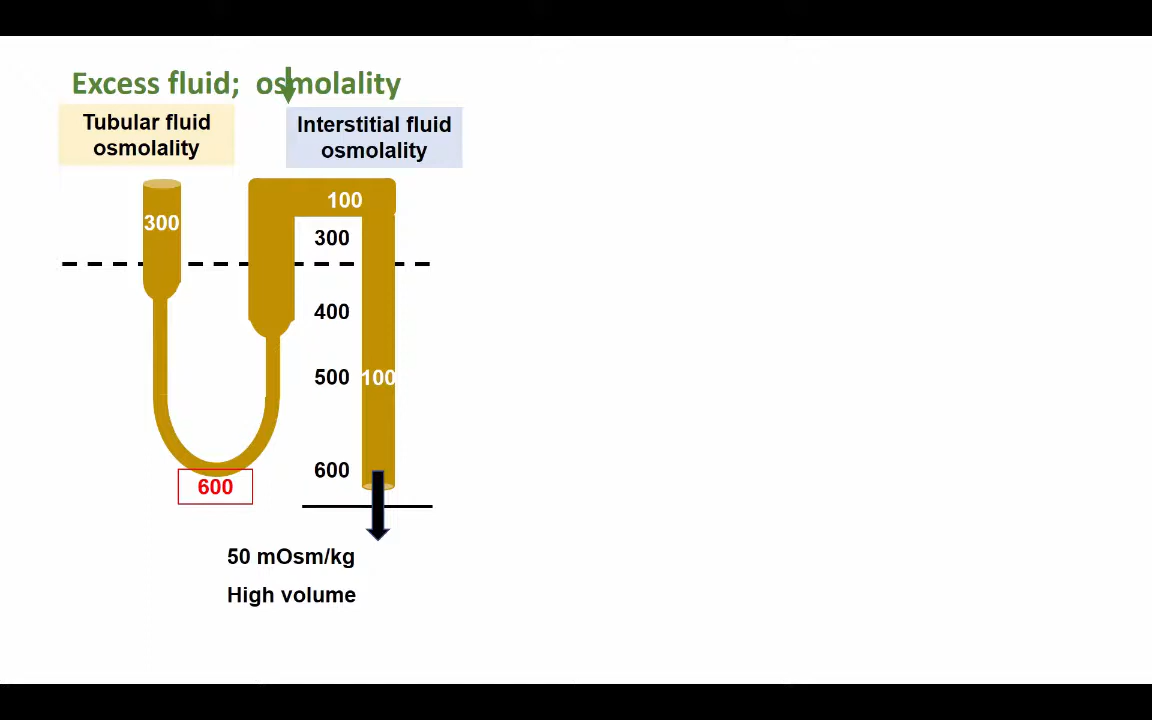 Excess fluid; osmolality
Tubular fluid
osmolality
Interstitial fluid
osmolality
300
100
300
400
500
100
600
600
50 mOsm/kg
High volume